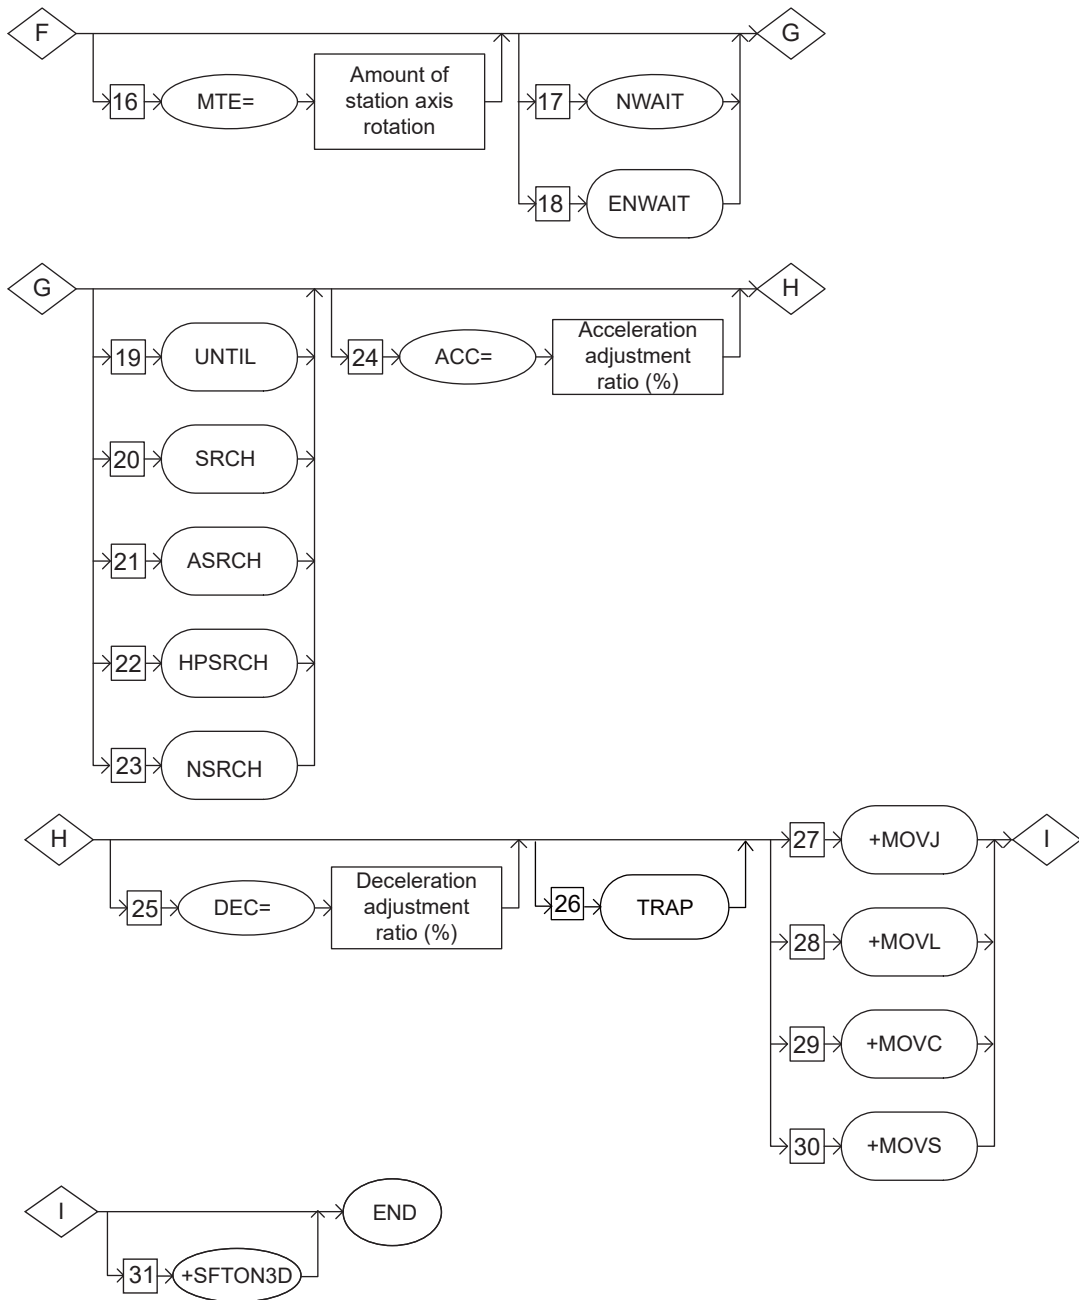 F
G
16
MTE=
Amount of
station axis
rotation
17
NWAIT
18
ENWAIT
G
H
19
UNTIL
24
ACC=
Acceleration
adjustment
ratio (%)
20
SRCH
21
ASRCH
22
HPSRCH
23
NSRCH
H
25
DEC=
Deceleration
adjustment
ratio (%)
26
TRAP
27
+MOVJ
I
28
+MOVL
29
+MOVC
30
+MOVS
I
END
31
+SFTON3D